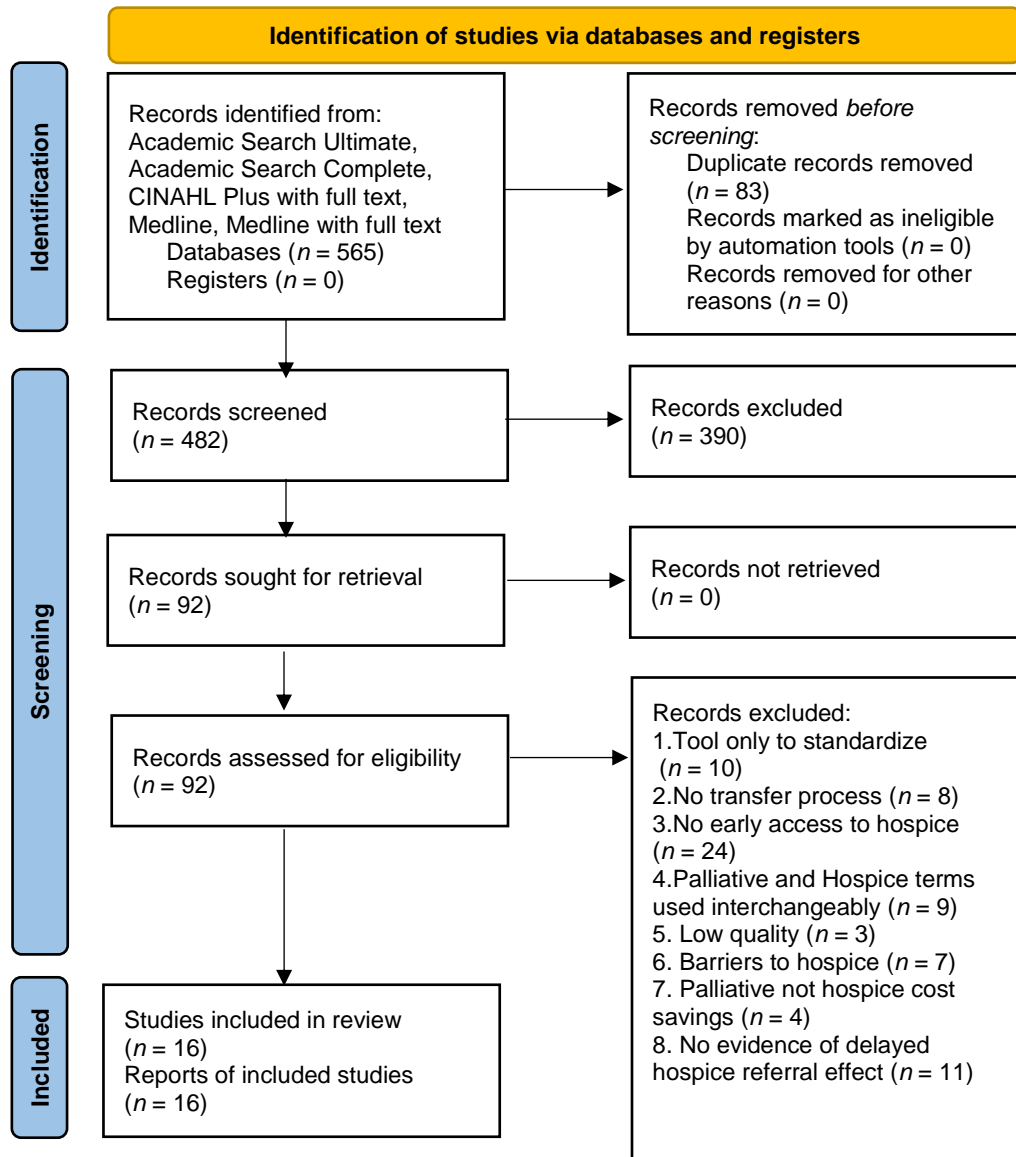 Identification of studies via databases and registers
Identification
Records identified from:
Academic Search Ultimate,
Academic Search Complete,
CINAHL Plus with full text,
Medline, Medline with full text
Databases (n = 565)
Registers (n = 0)
Records removed before
screening:
Duplicate records removed
(n = 83)
Records marked as ineligible
by automation tools (n = 0)
Records removed for other
reasons (n = 0)
Screening
Records screened
(n = 482)
Records excluded
(n = 390)
Records sought for retrieval
(n = 92)
Records not retrieved
(n = 0)
Records assessed for eligibility
(n = 92)
Records excluded:
1.Tool only to standardize
(n = 10)
2.No transfer process (n = 8)
3.No early access to hospice
(n = 24)
4.Palliative and Hospice terms
used interchangeably (n = 9)
5. Low quality (n = 3)
6. Barriers to hospice (n = 7)
7. Palliative not hospice cost
savings (n = 4)
8. No evidence of delayed
hospice referral effect (n = 11)
Included
Studies included in review
(n = 16)
Reports of included studies
(n = 16)